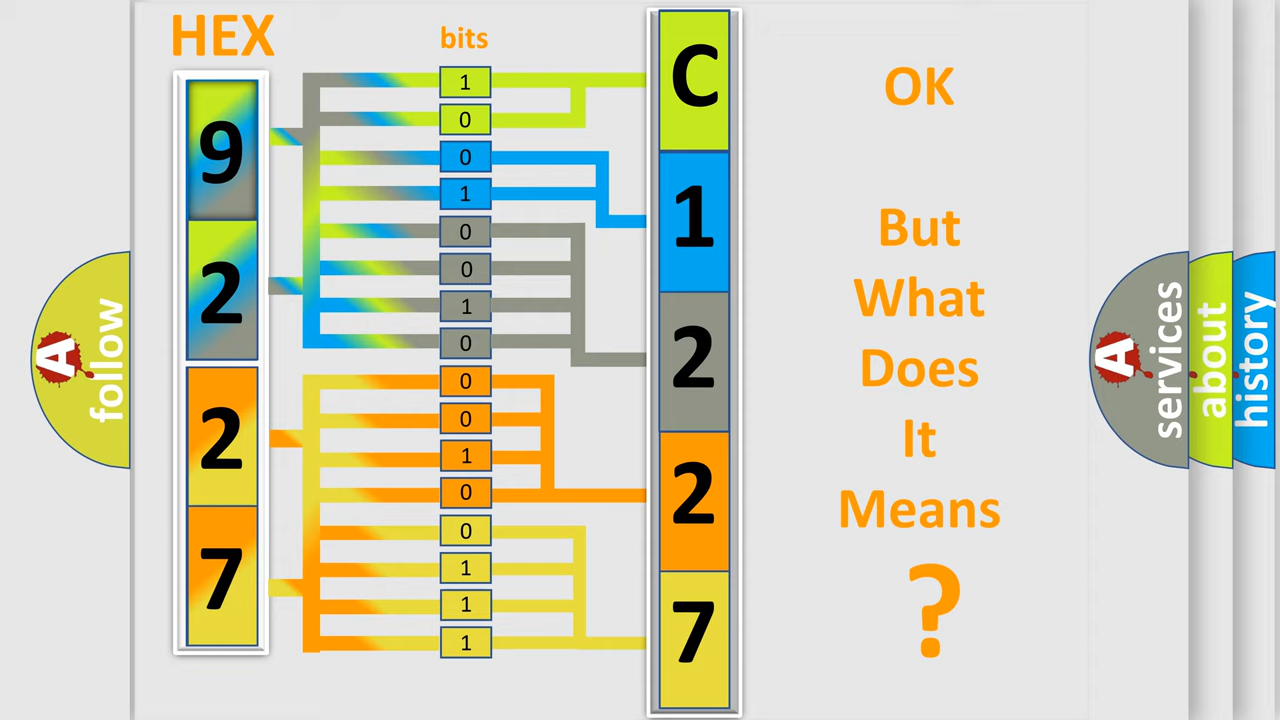 HEX
bits
9
2
2
7
1
0
0
1
0
0
1
0
0
0
1
0
0
1
1
1
C
1
2
2
7
OK
But
What
Does
It
Means
?
A
follow
A
services
about
history